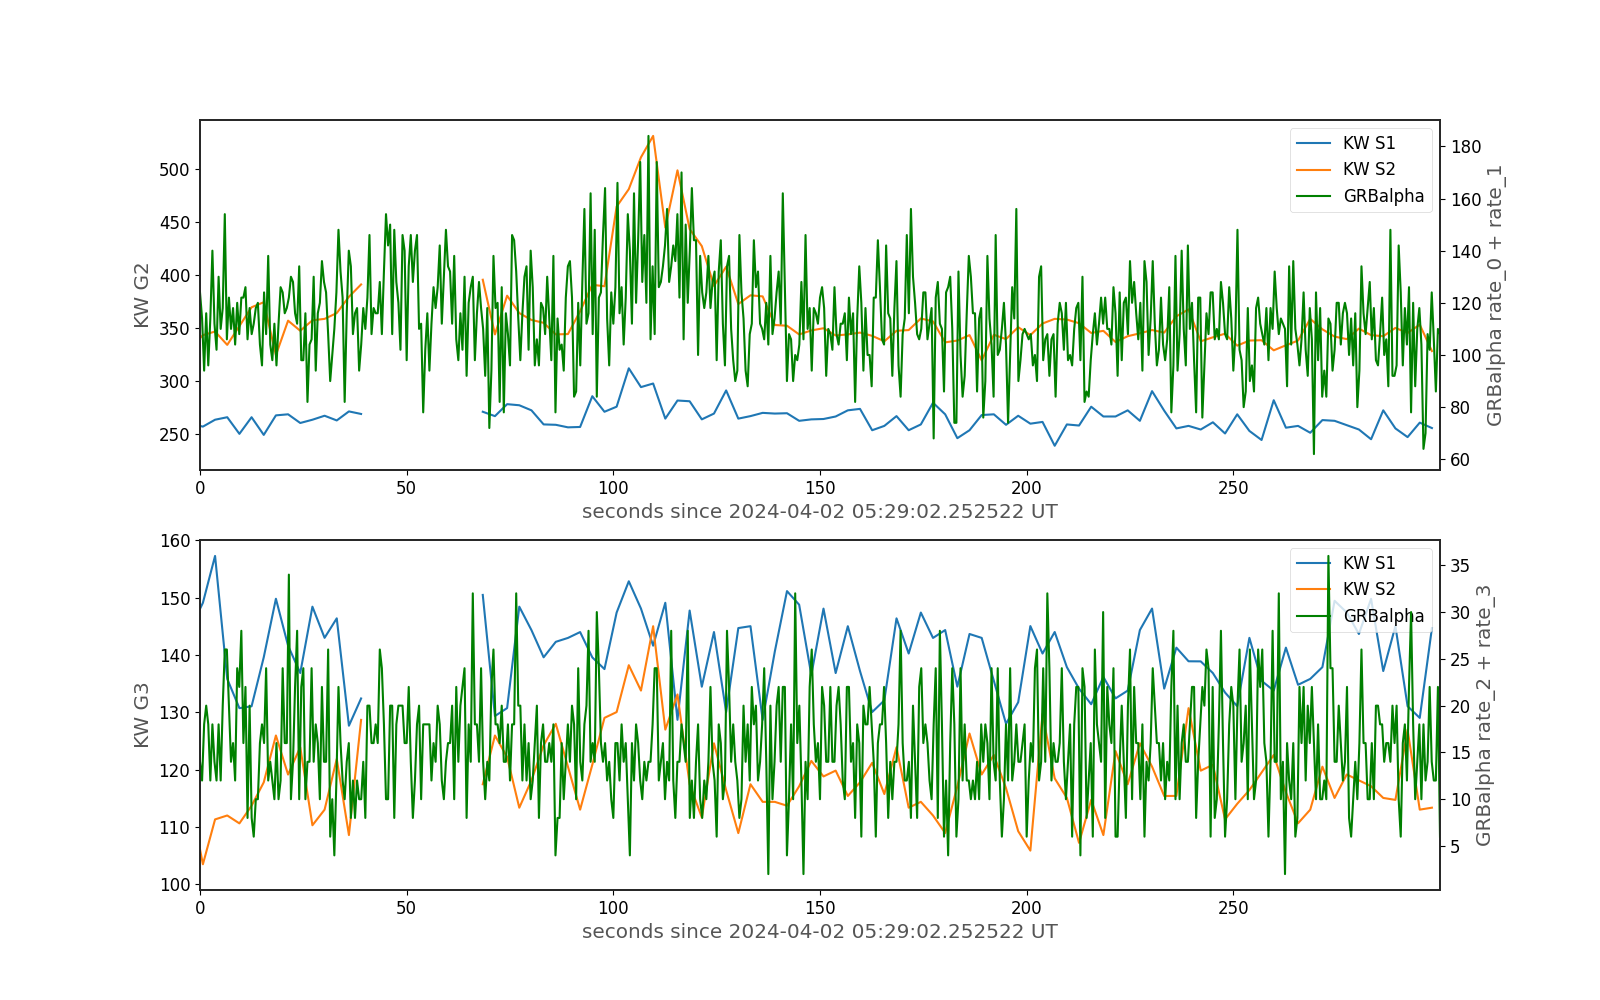 KW S1
KW S2
GRBalpha
500
450
400
350
300
250
KW G2
180
160
140
120
100
80
60
GRBalpha rate_0 + rate_1
0 50 100 150 200 250
seconds since 2024-04-02 05:29:02.252522 UT
KW S1
KW S2
GRBalpha
160
150
140
130
120
110
100
KW G3
35
30
25
20
15
10
5
GRBalpha rate_2 + rate_3
0 50 100 150 200 250
seconds since 2024-04-02 05:29:02.252522 UT